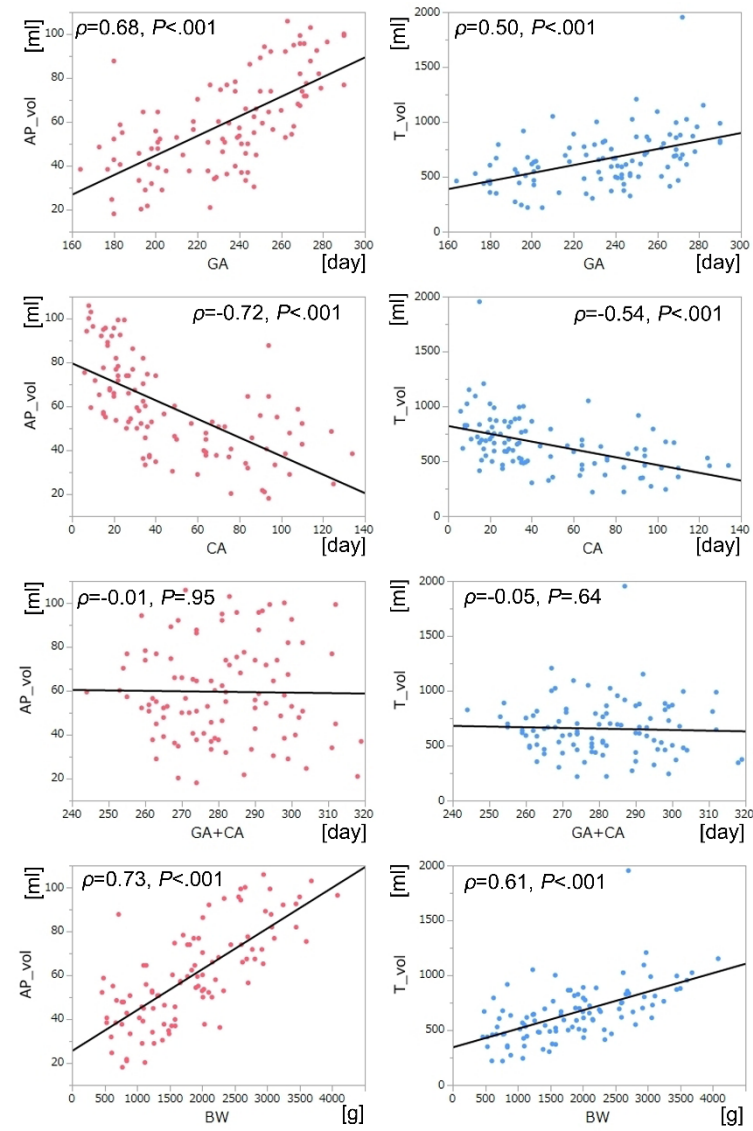 [ml] ρ=0.68, P<.001
AP_vol
100
80
60
40
20
160 180 200 220 240 260 280 300
GA [day]
[ml] ρ=0.50, P<.001
T_vol
2000
1500
1000
500
0
160 180 200 220 240 260 280 300
GA [day]
[ml] ρ=-0.72, P<.001
AP_vol
100
80
60
40
20
0 20 40 60 80 100 120 140
CA [day]
[ml] ρ=-0.54, P<.001
T_vol
2000
1500
1000
500
0
0 20 40 60 80 100 120 140
CA [day]
[ml] ρ=-0.01, P=.95
AP_vol
100
80
60
40
20
240 250 260 270 280 290 300 310 320
GA+CA [day]
[ml] ρ=-0.05, P=.64
T_vol
2000
1500
1000
500
0
240 250 260 270 280 290 300 310 320
GA+CA [day]
[ml] ρ=0.73, P<.001
AP_vol
100
80
60
40
20
0 500 1000 1500 2000 2500 3000 3500 4000
BW [g]
[ml] ρ=0.61, P<.001
T_vol
2000
1500
1000
500
0
0 500 1000 1500 2000 2500 3000 3500 4000
BW [g]